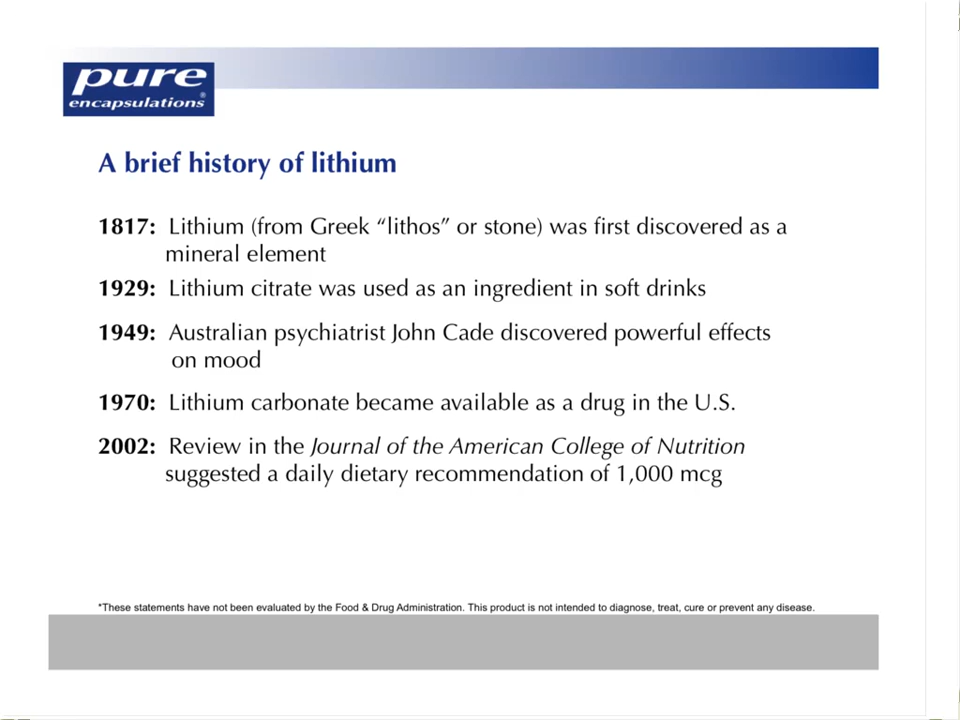 pure
encapsulations®
A brief history of lithium
1817: Lithium (from Greek “lithos” or stone) was first discovered as a
mineral element
1929: Lithium citrate was used as an ingredient in soft drinks
1949: Australian psychiatrist John Cade discovered powerful effects
on mood
1970: Lithium carbonate became available as a drug in the U.S.
2002: Review in the Journal of the American College of Nutrition
suggested a daily dietary recommendation of 1,000 mcg
*These statements have not been evaluated by the Food & Drug Administration. This product is not intended to diagnose, treat, cure or prevent any disease.